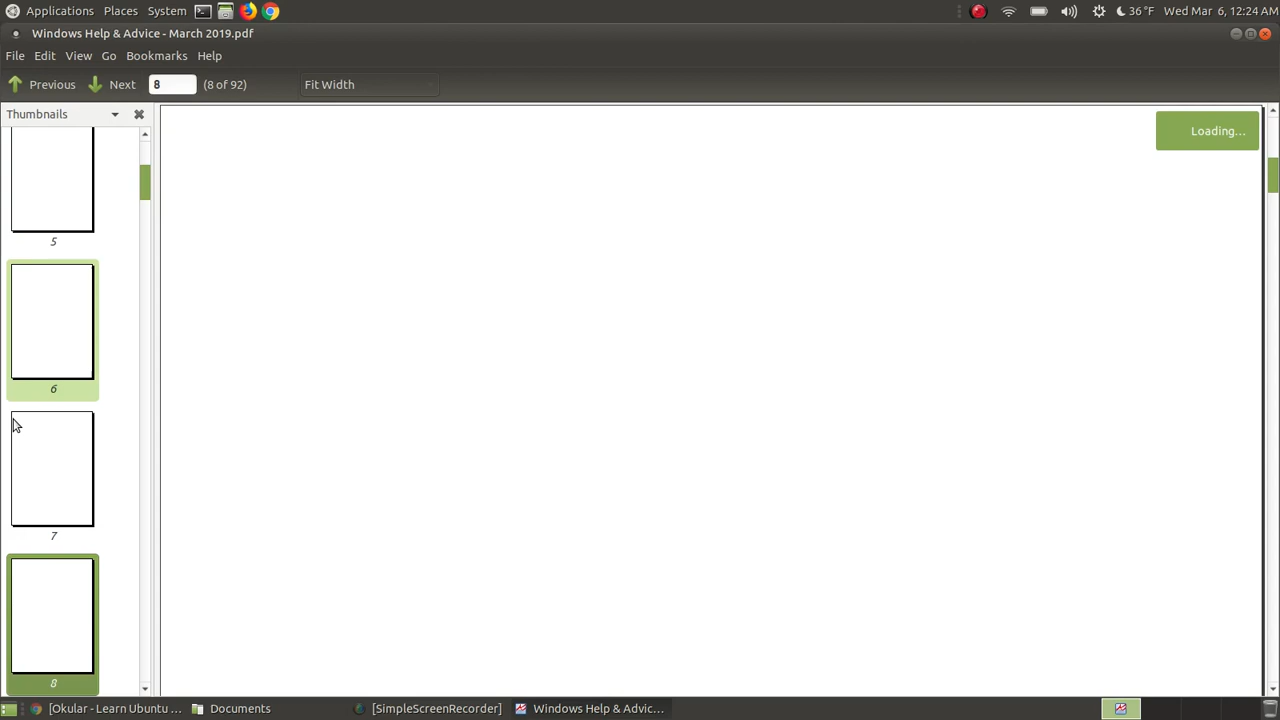 Applications Places System 36 °F Wed Mar 6, 12:24 AM
Windows Help & Advice - March 2019.pdf
File Edit View Go Bookmarks Help
Previous Next 8 (8 of 92) Fit Width
Thumbnails
Loading...
5
6
7
8
[Okular - Learn Ubuntu ... Documents [SimpleScreenRecorder] Windows Help & Advic...